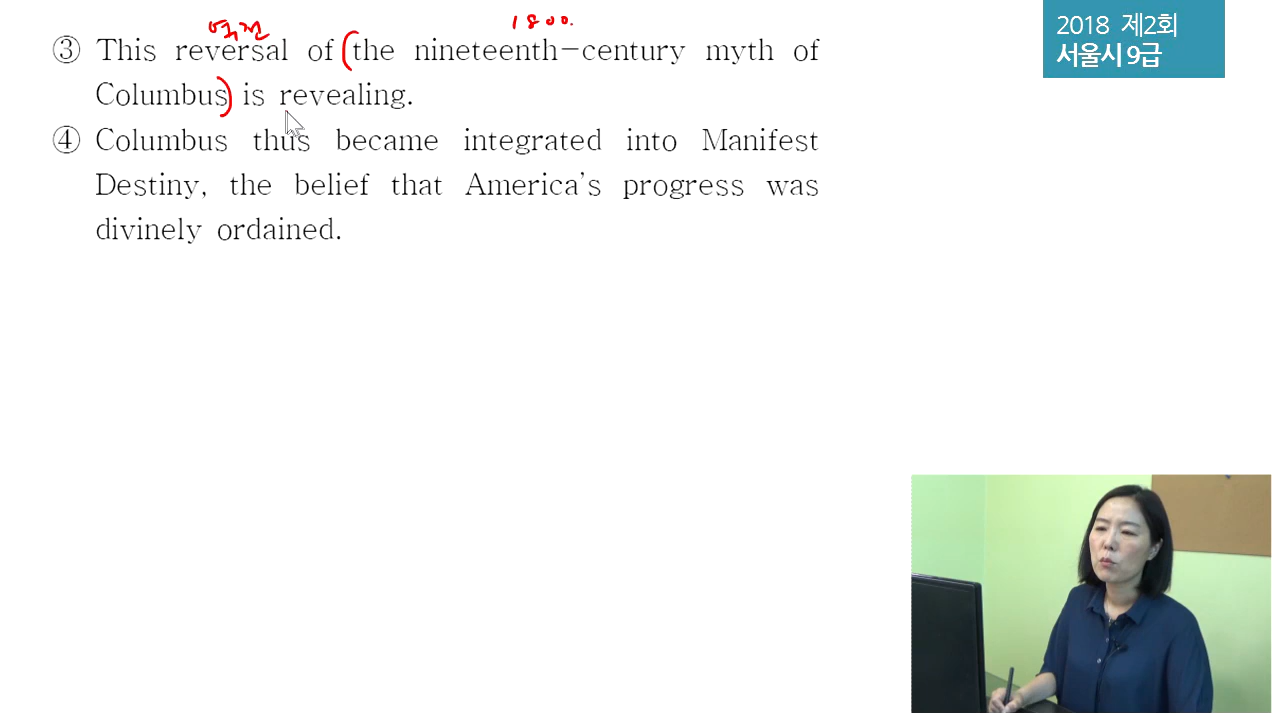 2018 제2회
서울시 9급
역전
1800.
③ This reversal of (the nineteenth-century myth of
Columbus) is revealing.
④ Columbus thus became integrated into Manifest
Destiny, the belief that America's progress was
divinely ordained.